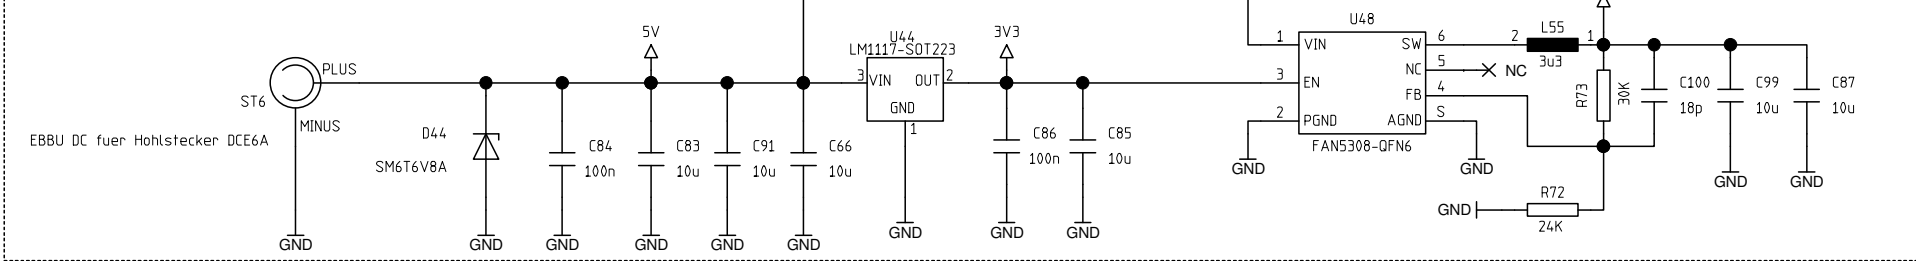 ST6
PLUS
MINUS
EBBU DC fuer Hohlstecker DCE6A
GND
D44
SM6T6V8A
GND
C84
100n
GND
5V
C83
10u
GND
C91
10u
GND
C66
10u
GND
U44
LM1117-SOT223
3 VIN OUT 2
GND
1
GND
3V3
C86
100n
GND
C85
10u
GND
U48
1 VIN SW 6
NC 5 NC
3 EN
FB 4
2 PGND AGND S
FAN5308-QFN6
GND
GND
2 L55 1
3u3
R73
30K
C100
18p
C99
10u
GND
C87
10u
GND
R72
GND
24K